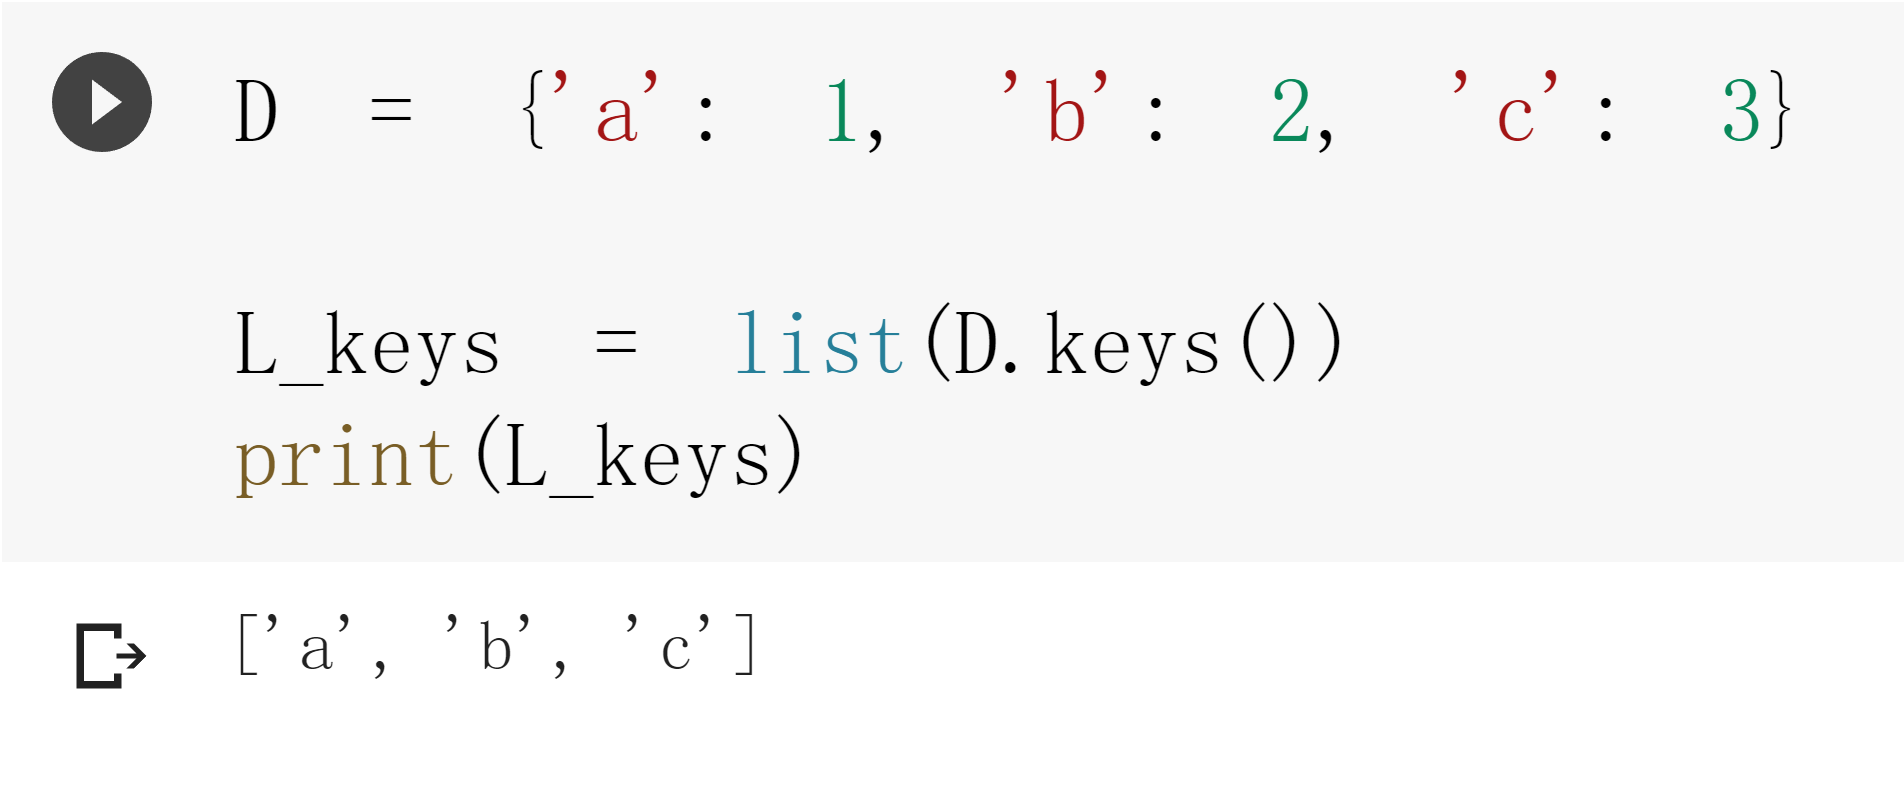 D = {'a': 1, 'b': 2, 'c': 3}
L_keys = list(D.keys())
print(L_keys)
['a', 'b', 'c']